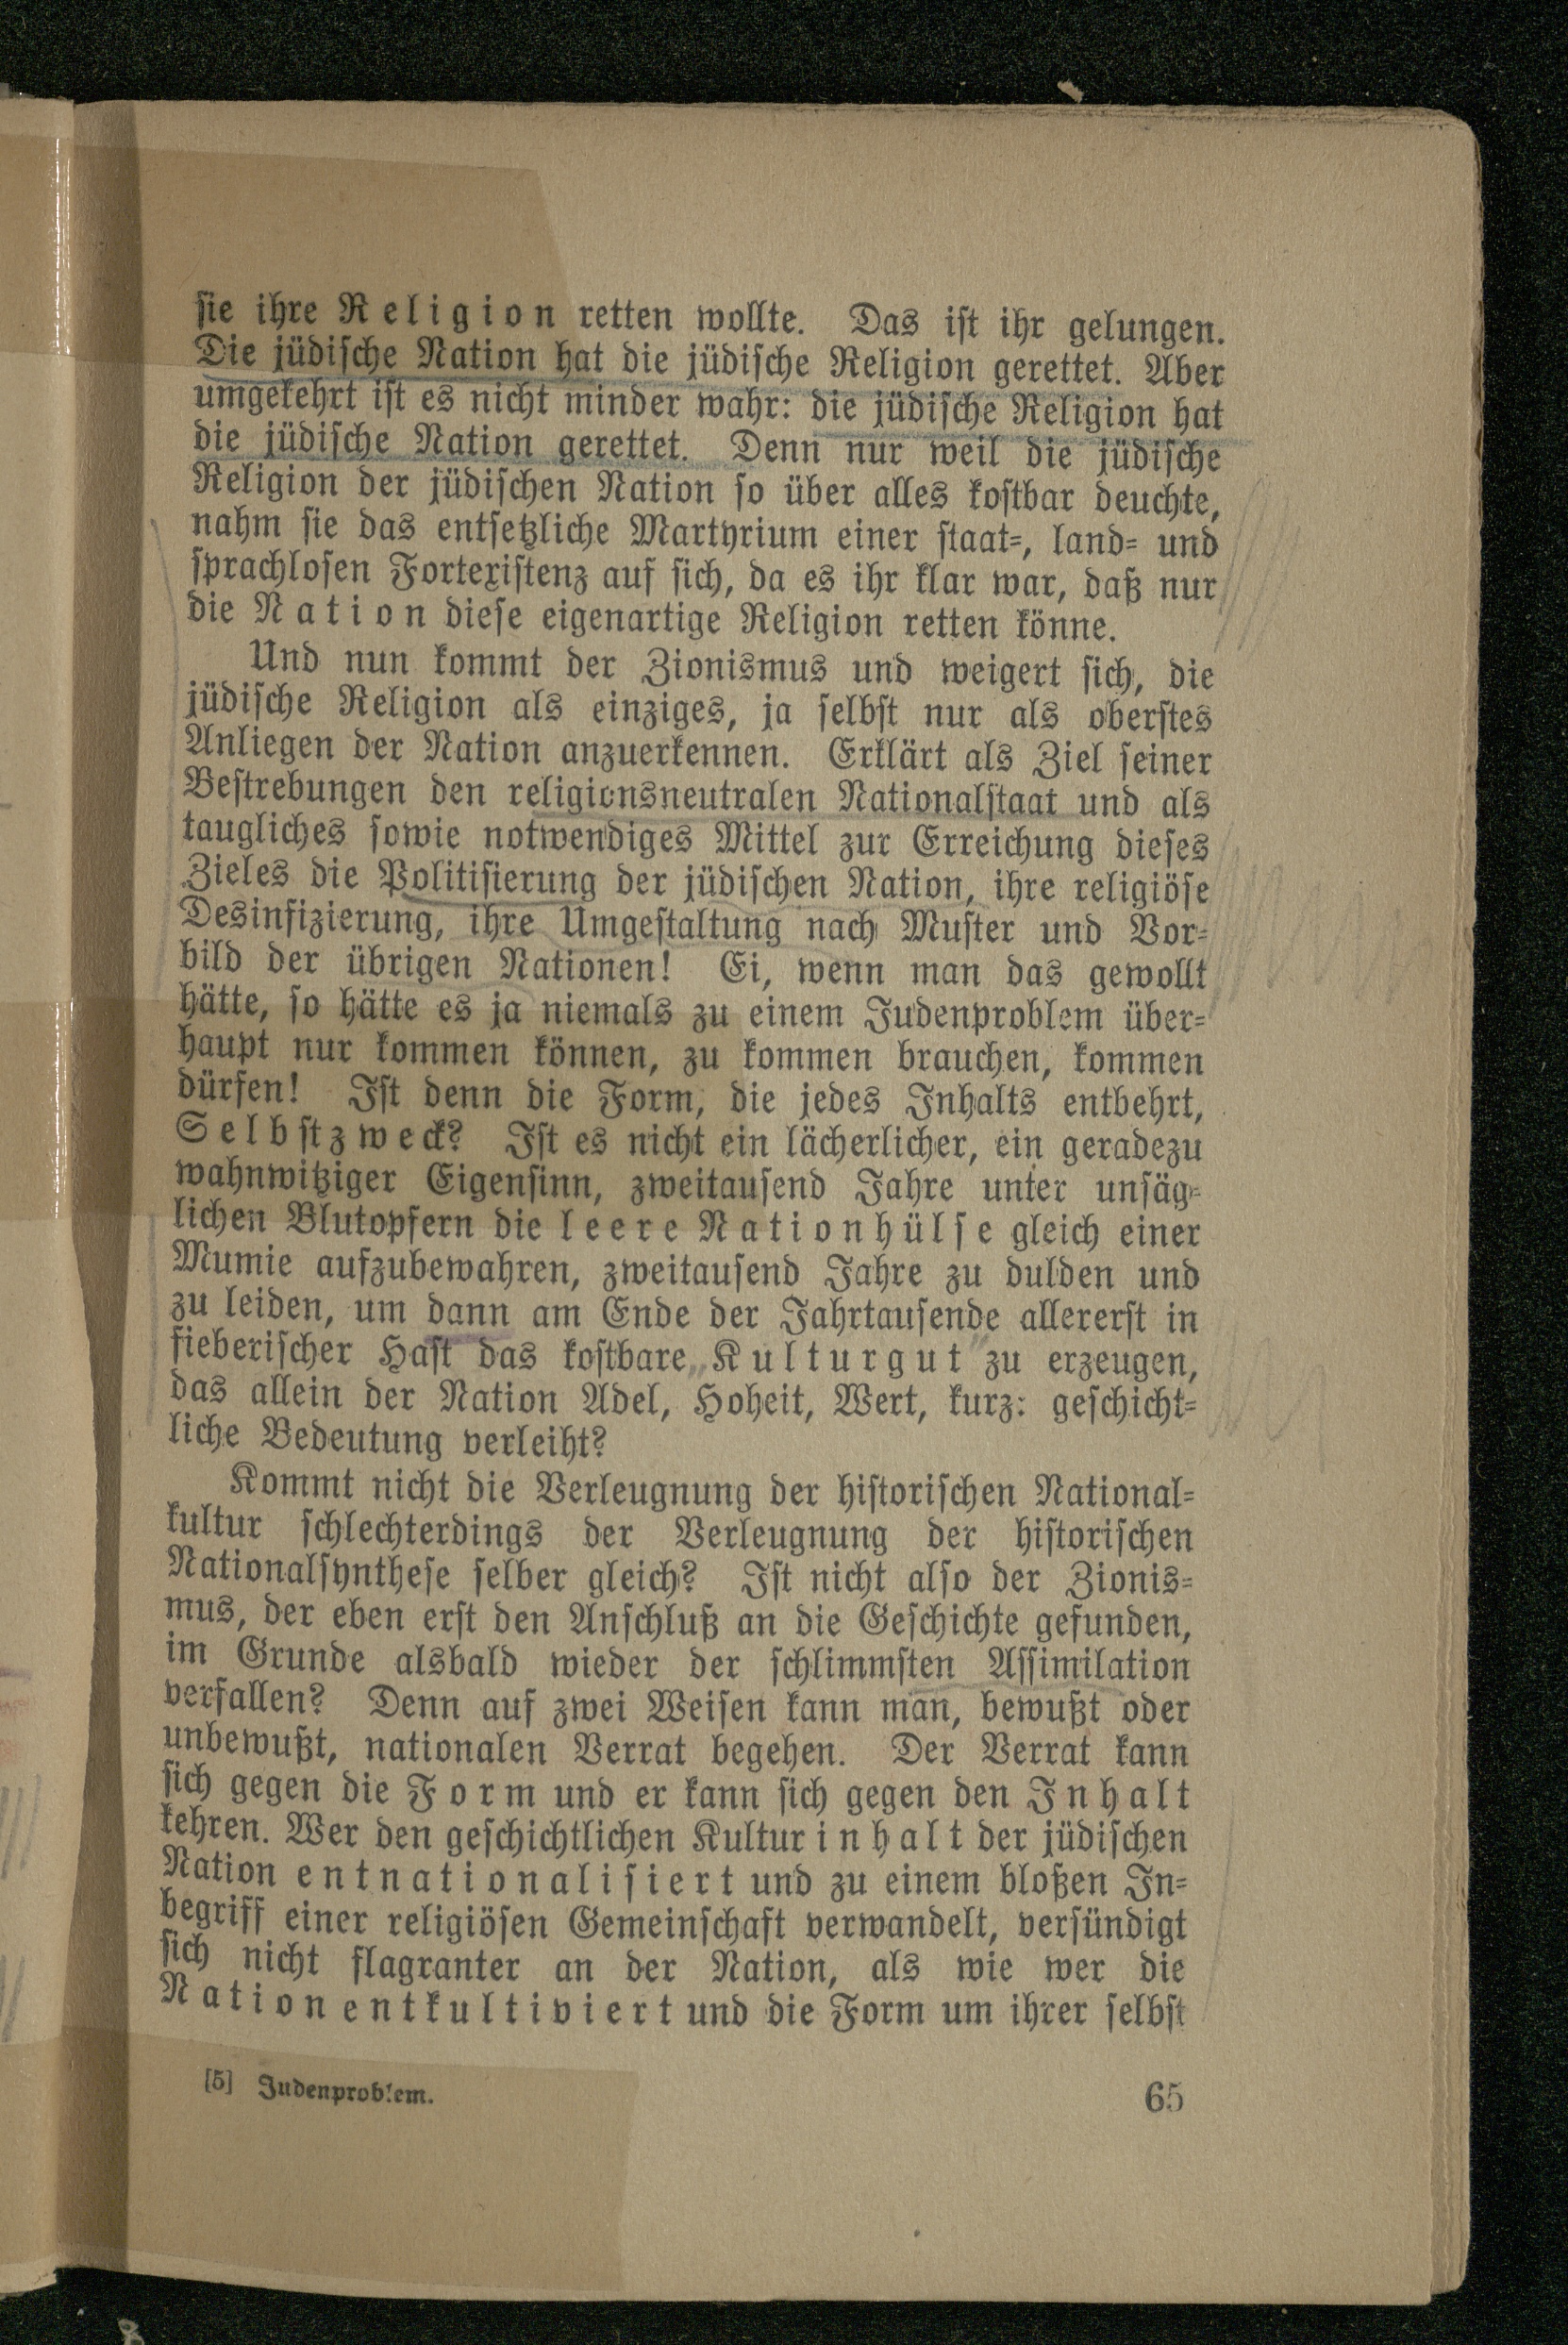 sie ihre Religion retten wollte. Das ist ihr gelungen.
Die jüdische Nation hat die jüdische Religion gerettet. Aber
umgekehrt ist es nicht minder wahr: die jüdische Religion hat
die jüdische Nation gerettet. Denn nur weil die jüdische
Religion der jüdischen Nation so über alles kostbar deuchte,
nahm sie das entsetzliche Martyrium einer staat-, land- und
sprachlosen Fortexistenz auf sich, da es ihr klar war, daß nur
die Nation diese eigenartige Religion retten könne.
Und nun kommt der Zionismus und weigert sich, die
jüdische Religion als einziges, ja selbst nur als oberstes
Anliegen der Nation anzuerkennen. Erklärt als Ziel seiner
Bestrebungen den religionsneutralen Nationalstaat und als
taugliches sowie notwendiges Mittel zur Erreichung dieses
Zieles die Politisierung der jüdischen Nation, ihre religiöse
Desinfizierung, ihre Umgestaltung nach Muster und Vor-
bild der übrigen Nationen! Ei, wenn man das gewollt
hätte, so hätte es ja niemals zu einem Judenproblem über-
haupt nur kommen können, zu kommen brauchen, kommen
dürfen! Ist denn die Form, die jedes Inhalts entbehrt,
Selbstzweck? Ist es nicht ein lächerlicher, ein geradezu
wahnwitziger Eigensinn, zweitausend Jahre unter unsäg-
lichen Blutopfern die leere Nationhülse gleich einer
Mumie aufzubewahren, zweitausend Jahre zu dulden und
zu leiden, um dann am Ende der Jahrtausende allererst in
fieberischer Hast das kostbare „Kulturgut" zu erzeugen,
das allein der Nation Adel, Hoheit, Wert, kurz: geschicht-
liche Bedeutung verleiht?
Kommt nicht die Verleugnung der historischen National-
kultur schlechterdings der Verleugnung der historischen
Nationalsynthese selber gleich? Ist nicht also der Zionis-
mus, der eben erst den Anschluß an die Geschichte gefunden,
im Grunde alsbald wieder der schlimmsten Assimilation
verfallen? Denn auf zwei Weisen kann man, bewußt oder
unbewußt, nationalen Verrat begehen. Der Verrat kann
sich gegen die Form und er kann sich gegen den Inhalt
kehren. Wer den geschichtlichen Kulturinhalt der jüdischen
Nation entnationalisiert und zu einem bloßen In-
begriff einer religiösen Gemeinschaft verwandelt, versündigt
sich nicht flagranter an der Nation, als wie wer die
Nation entkultiviert und die Form um ihrer selbst
[5] Judenproblem.
65